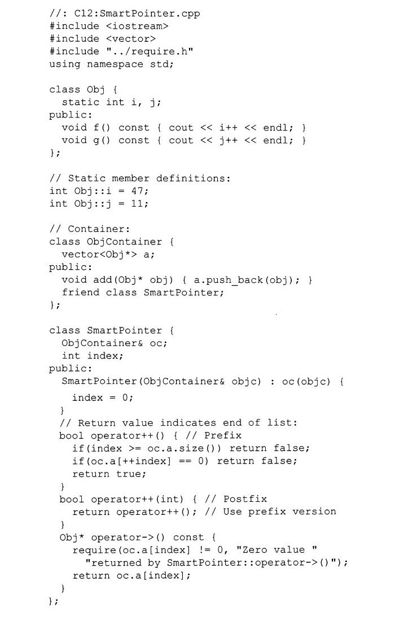 //: C12:SmartPointer.cpp
#include <iostream>
#include <vector>
#include "../require.h"
using namespace std;

class Obj {
  static int i, j;
public:
  void f() const { cout << i++ << endl; }
  void g() const { cout << j++ << endl; }
};

// Static member definitions:
int Obj::i = 47;
int Obj::j = 11;

// Container:
class ObjContainer {
  vector<Obj*> a;
public:
  void add(Obj* obj) { a.push_back(obj); }
  friend class SmartPointer;
};

class SmartPointer {
  ObjContainer& oc;
  int index;
public:
  SmartPointer(ObjContainer& objc) : oc(objc) {
    index = 0;
  }
  // Return value indicates end of list:
  bool operator++() { // Prefix
    if(index >= oc.a.size()) return false;
    if(oc.a[++index] == 0) return false;
    return true;
  }
  bool operator++(int) { // Postfix
    return operator++(); // Use prefix version
  }
  Obj* operator->() const {
    require(oc.a[index] != 0, "Zero value "
      "returned by SmartPointer::operator->()");
    return oc.a[index];
  }
};